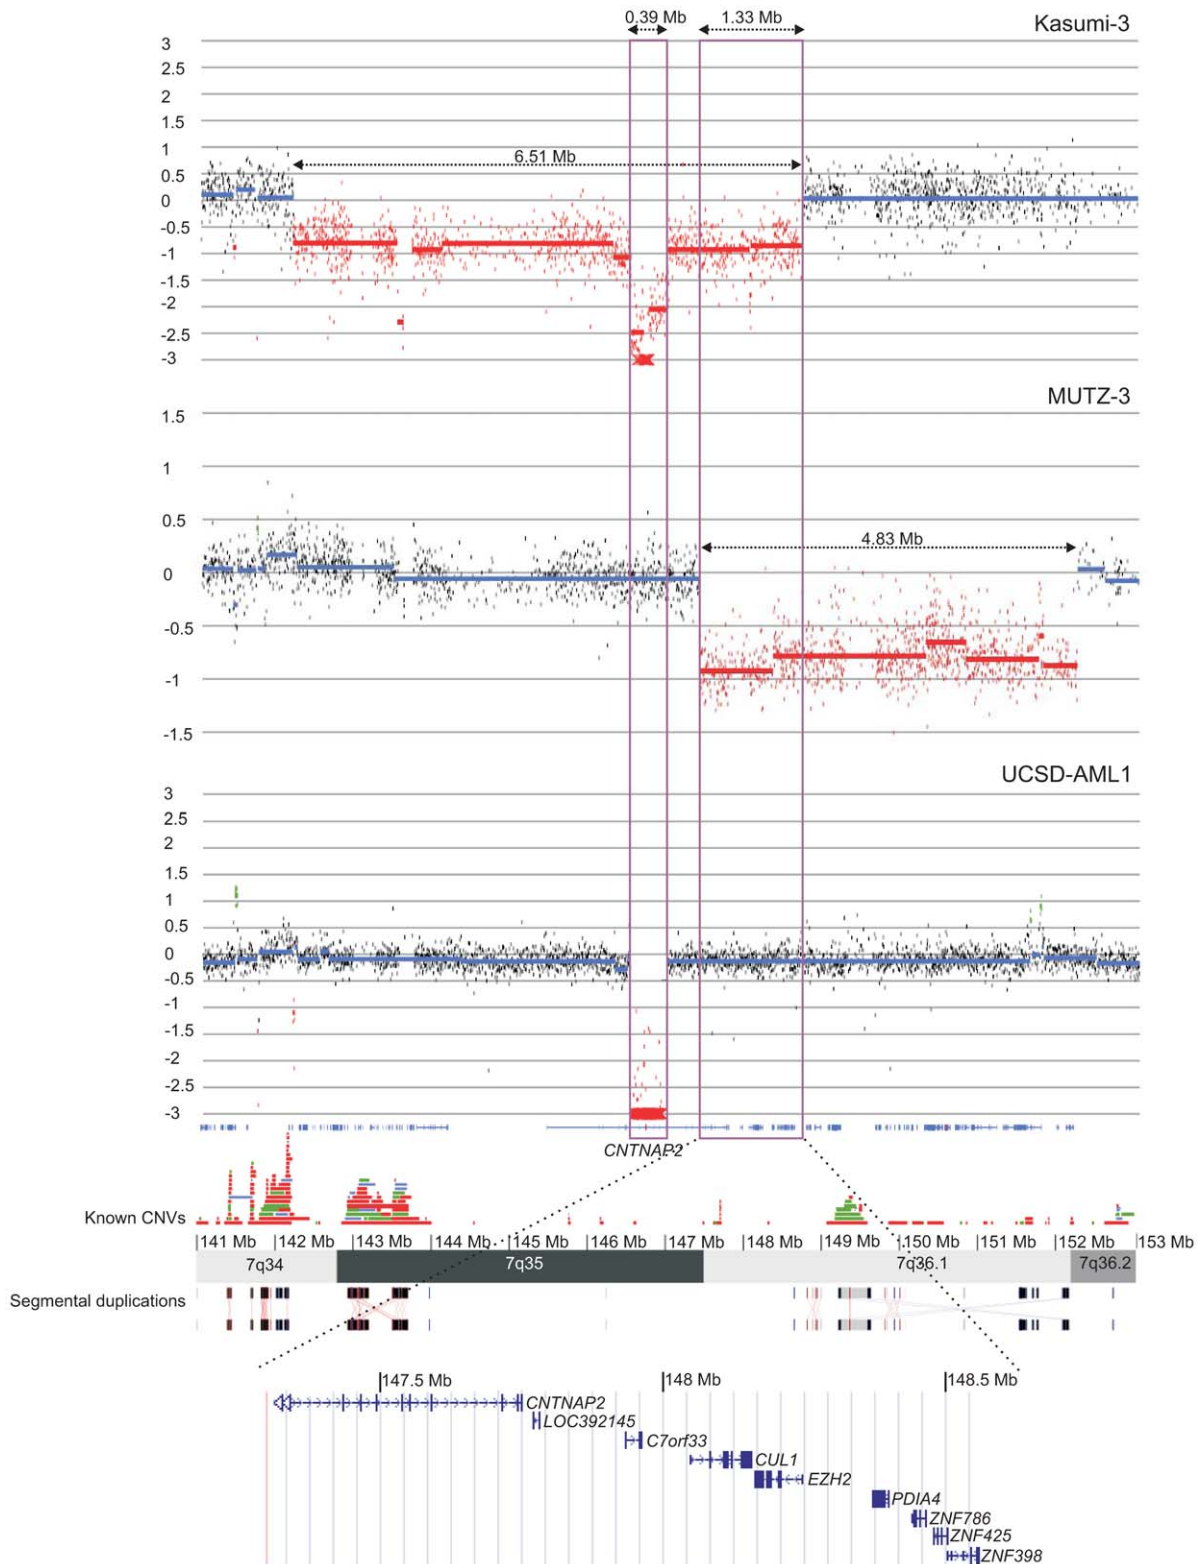 0.39 Mb 1.33 Mb
Kasumi-3
3
2.5
2
1.5
1
0.5
0
-0.5
-1
-1.5
-2
-2.5
-3
6.51 Mb
MUTZ-3
1.5
1
0.5
0
-0.5
-1
-1.5
4.83 Mb
UCSD-AML1
3
2.5
2
1.5
1
0.5
0
-0.5
-1
-1.5
-2
-2.5
-3
CNTNAP2
Known CNVs
141 Mb 142 Mb 143 Mb 144 Mb 145 Mb 146 Mb 147 Mb 148 Mb 149 Mb 150 Mb 151 Mb 152 Mb 153 Mb
7q34 7q35 7q36.1 7q36.2
Segmental duplications
147.5 Mb 148 Mb 148.5 Mb
CNTNAP2
LOC392145
C7orf33
CUL1
EZH2
PDIA4
ZNF786
ZNF425
ZNF398